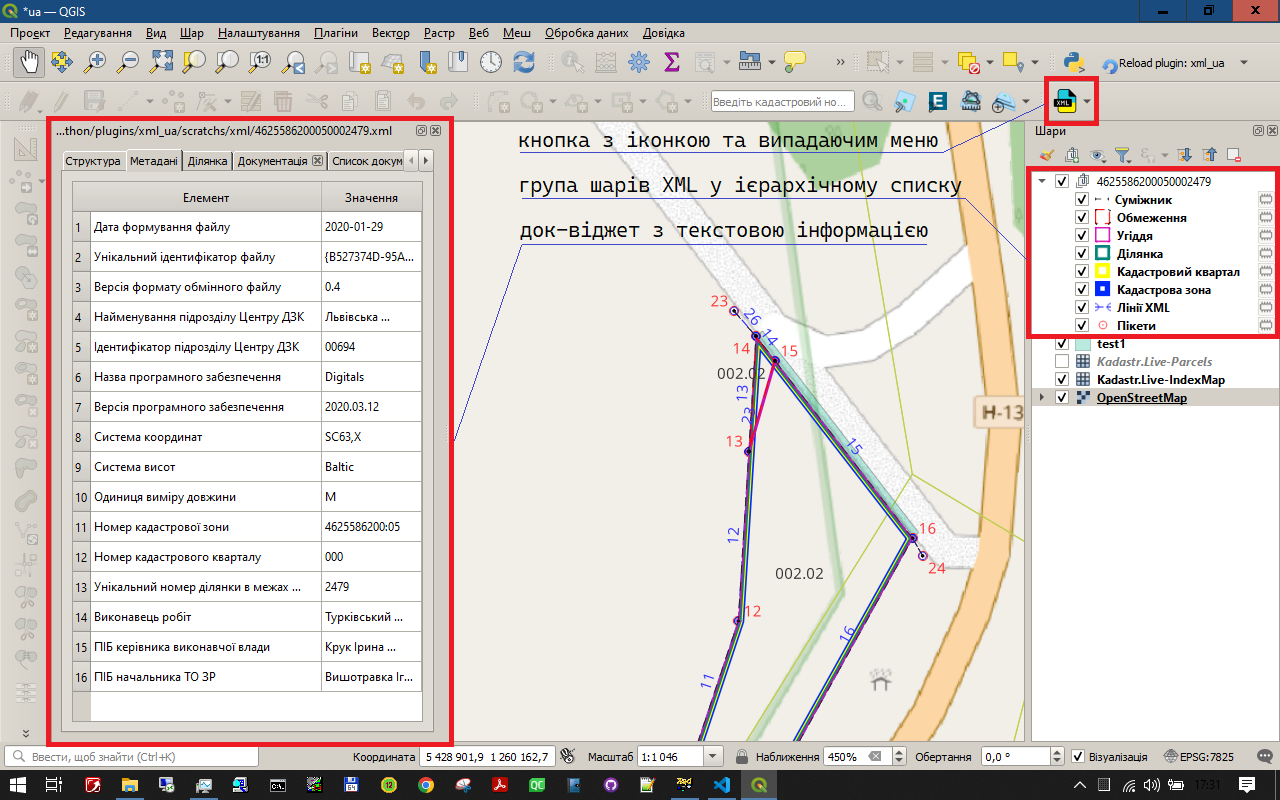 *ua — QGIS
Проєкт Редагування Вид Шар Налаштування Плагіни Вектор Растр Веб Меш Обробка даних Довідка
1:1
Reload plugin: xml_ua
Введіть кадастровий но...
XML
...thon/plugins/xml_ua/scratchs/xml/4625586200050002479.xml
Структура Метадані Ділянка Документація Список докум
Елемент Значення
1 Дата формування файлу 2020-01-29
2 Унікальний ідентифікатор файлу {B527374D-95A...
3 Версія формату обмінного файлу 0.4
4 Найменування підрозділу Центру ДЗК Львівська ...
5 Ідентифікатор підрозділу Центру ДЗК 00694
6 Назва програмного забезпечення Digitals
7 Версія програмного забезпечення 2020.03.12
8 Система координат SC63,X
9 Система висот Baltic
10 Одиниця виміру довжини М
11 Номер кадастрової зони 4625586200:05
12 Номер кадастрового кварталу 000
13 Унікальний номер ділянки в межах ... 2479
14 Виконавець робіт Турківський ...
15 ПІБ керівника виконавчої влади Крук Ірина ...
16 ПІБ начальника ТО ЗР Вишотравка Іг...
кнопка з іконкою та випадаючим меню
група шарів XML у ієрархічному списку
док-віджет з текстовою інформацією
23
26
14
14
15
002.02
13
23
13
15
Н-13
12
16
24
002.02
12
16
11
Шари
4625586200050002479
Суміжник
Обмеження
Угіддя
Ділянка
Кадастровий квартал
Кадастрова зона
Лінії XML
Пікети
test1
Kadastr.Live-Parcels
Kadastr.Live-IndexMap
OpenStreetMap
Ввести, щоб знайти (Ctrl+K) Координата 5 428 901,9 1 260 162,7 Масштаб 1:1 046 Наближення 450% Обертання 0,0 ° Візуалізація EPSG:7825
17:31